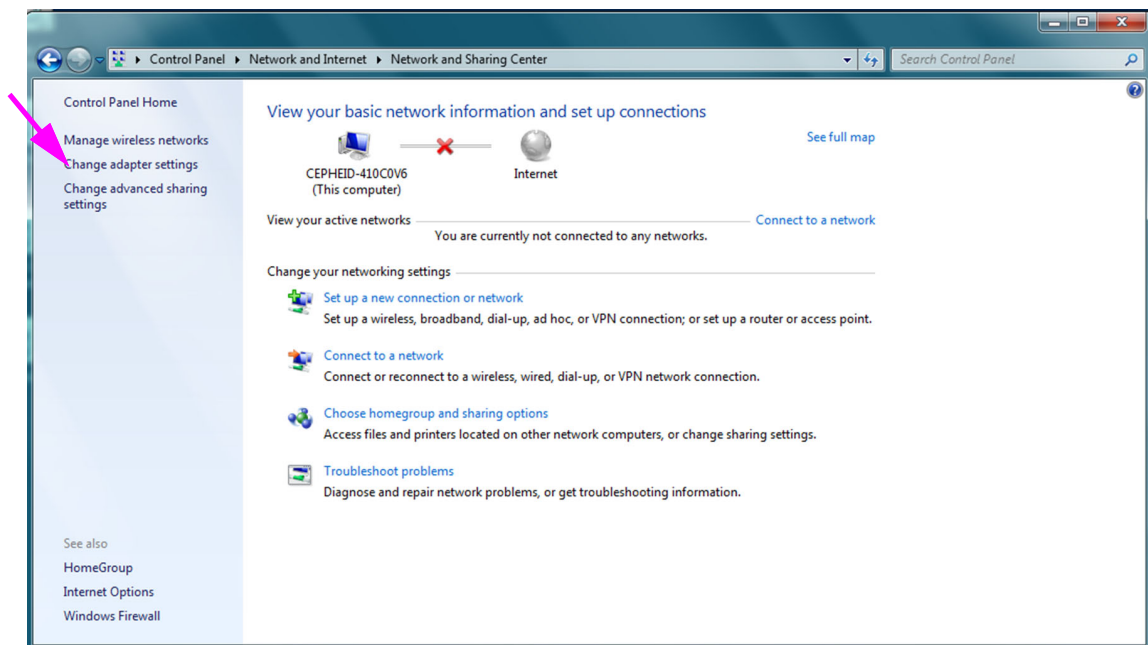 Control Panel Network and Internet Network and Sharing Center
Search Control Panel
Control Panel Home
Manage wireless networks
Change adapter settings
Change advanced sharing
settings
See also
HomeGroup
Internet Options
Windows Firewall
View your basic network information and set up connections
See full map
CEPHEID-410C0V6
(This computer)
Internet
View your active networks
Connect to a network
You are currently not connected to any networks.
Change your networking settings
Set up a new connection or network
Set up a wireless, broadband, dial-up, ad hoc, or VPN connection; or set up a router or access point.
Connect to a network
Connect or reconnect to a wireless, wired, dial-up, or VPN network connection.
Choose homegroup and sharing options
Access files and printers located on other network computers, or change sharing settings.
Troubleshoot problems
Diagnose and repair network problems, or get troubleshooting information.